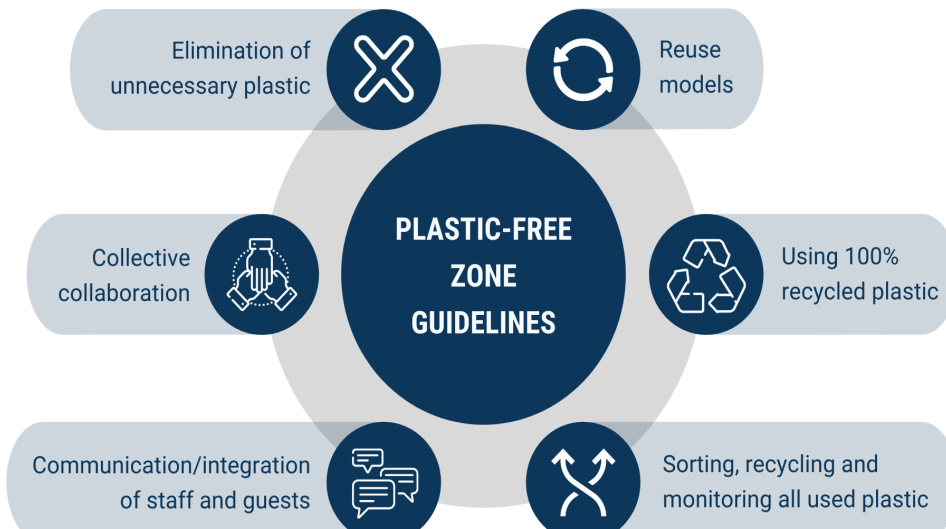 Elimination of
unnecessary plastic
Reuse
models
PLASTIC-FREE
ZONE
GUIDELINES
Collective
collaboration
Using 100%
recycled plastic
Communication/integration
of staff and guests
Sorting, recycling and
monitoring all used plastic